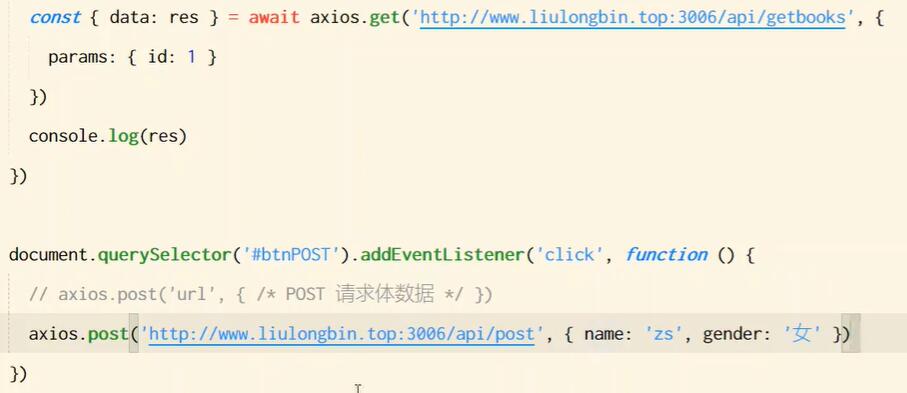 const { data: res } = await axios.get('http://www.liulongbin.top:3006/api/getbooks', {
params: { id: 1 }
})
console.log(res)
})
document.querySelector('#btnPOST').addEventListener('click', function () {
// axios.post('url', { /* POST 请求体数据 */ })
axios.post('http://www.liulongbin.top:3006/api/post', { name: 'zs', gender: '女' })
})